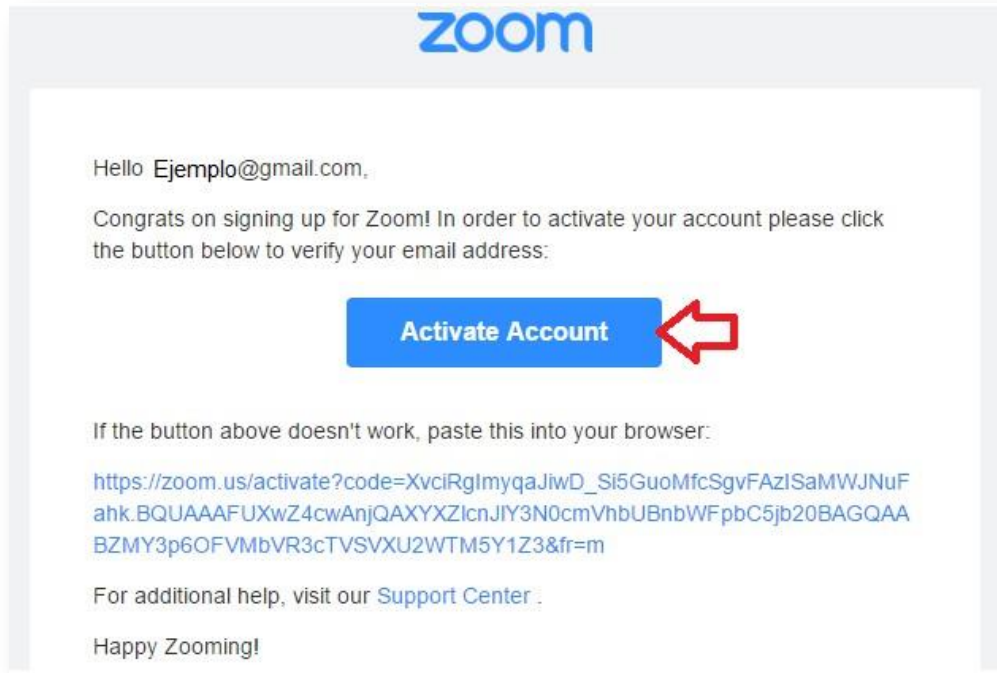 zoom
Hello Ejemplo@gmail.com,
Congrats on signing up for Zoom! In order to activate your account please click
the button below to verify your email address:
Activate Account
If the button above doesn't work, paste this into your browser:
https://zoom.us/activate?code=XvciRgImyqaJiwD_Si5GuoMfcSgvFAzISaMWJNuF
ahk.BQUAAAFUXwZ4cwAnjQAXYXZlcnJlY3N0cmVhbUBnbWFpbC5jb20BAGQAA
BZMY3p6OFVMbVR3cTVSVXU2WTM5Y1Z3&fr=m
For additional help, visit our Support Center .
Happy Zooming!